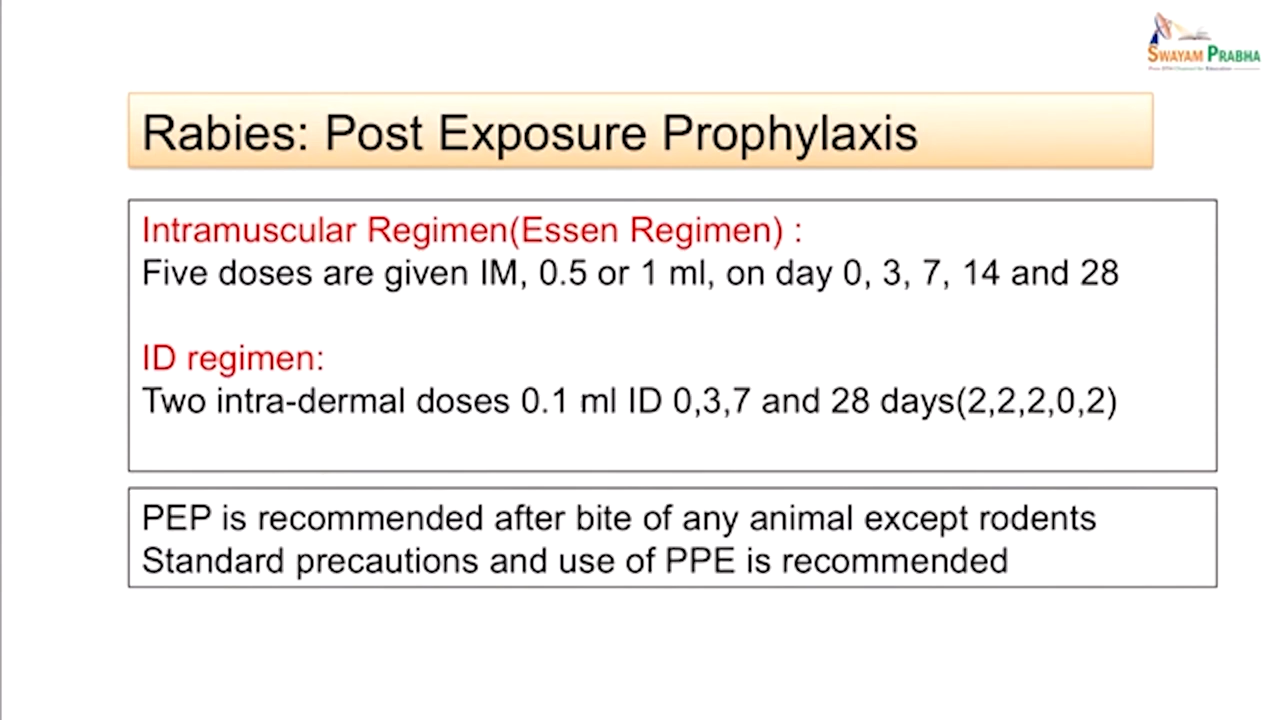 SWAYAM PRABHA
Rabies: Post Exposure Prophylaxis
Intramuscular Regimen(Essen Regimen) :
Five doses are given IM, 0.5 or 1 ml, on day 0, 3, 7, 14 and 28
ID regimen:
Two intra-dermal doses 0.1 ml ID 0,3,7 and 28 days(2,2,2,0,2)
PEP is recommended after bite of any animal except rodents
Standard precautions and use of PPE is recommended